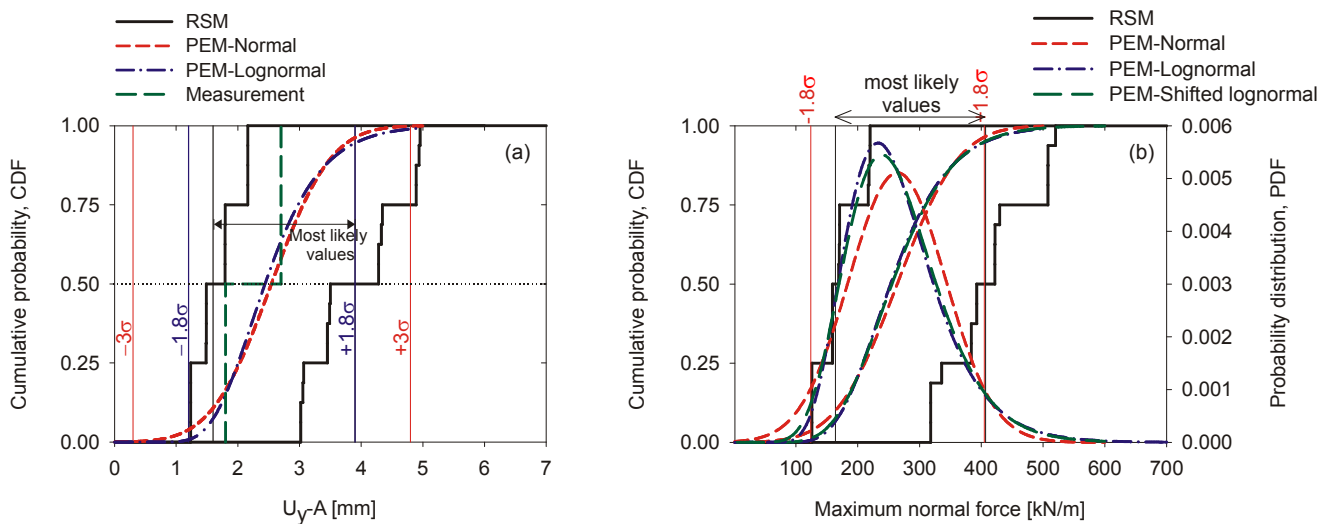 RSM
PEM-Normal
PEM-Lognormal
Measurement
1.00
0.75
0.50
0.25
0.00
Cumulative probability, CDF
(a)
Most likely
values
−3σ
−1.8σ
+1.8σ
+3σ
0 1 2 3 4 5 6 7
Uy-A [mm]
RSM
PEM-Normal
PEM-Lognormal
PEM-Shifted lognormal
most likely
values
-1.8σ
-1.8σ
1.00
0.75
0.50
0.25
0.00
Cumulative probability, CDF
(b)
0.006
0.005
0.004
0.003
0.002
0.001
0.000
Probability distribution, PDF
100 200 300 400 500 600 700
Maximum normal force [kN/m]